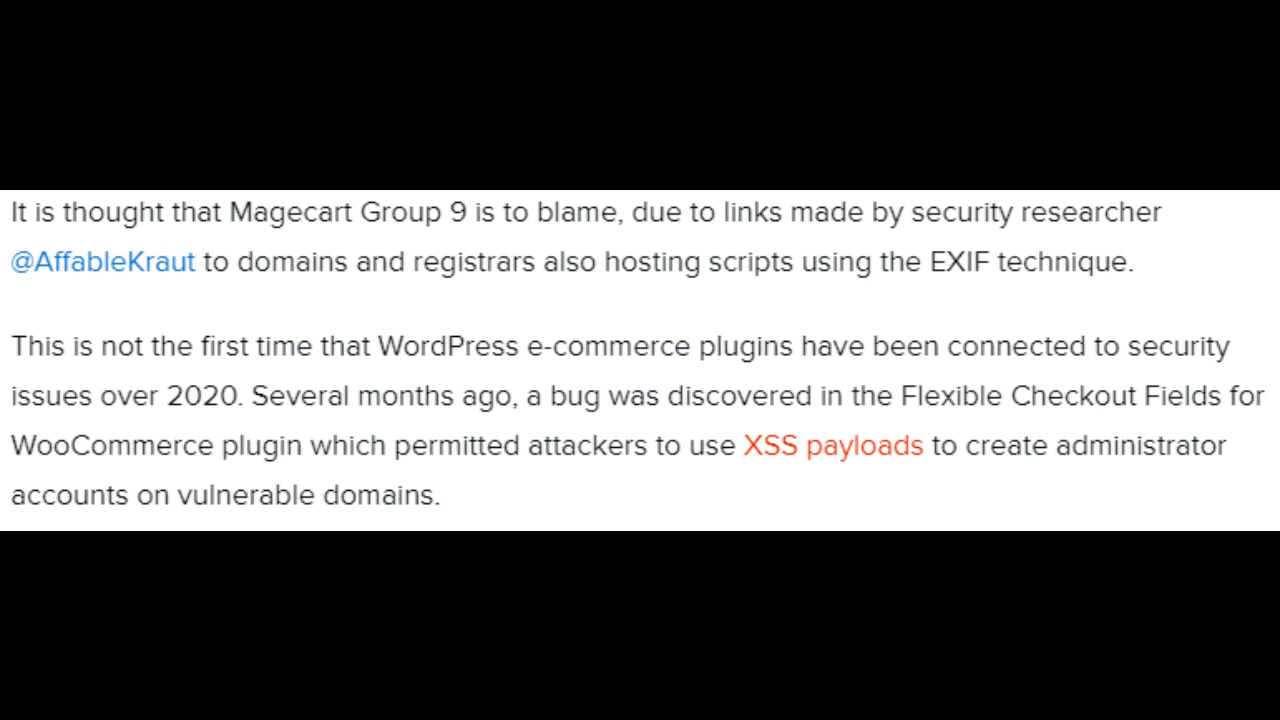 It is thought that Magecart Group 9 is to blame, due to links made by security researcher
@AffableKraut to domains and registrars also hosting scripts using the EXIF technique.
This is not the first time that WordPress e-commerce plugins have been connected to security
issues over 2020. Several months ago, a bug was discovered in the Flexible Checkout Fields for
WooCommerce plugin which permitted attackers to use XSS payloads to create administrator
accounts on vulnerable domains.